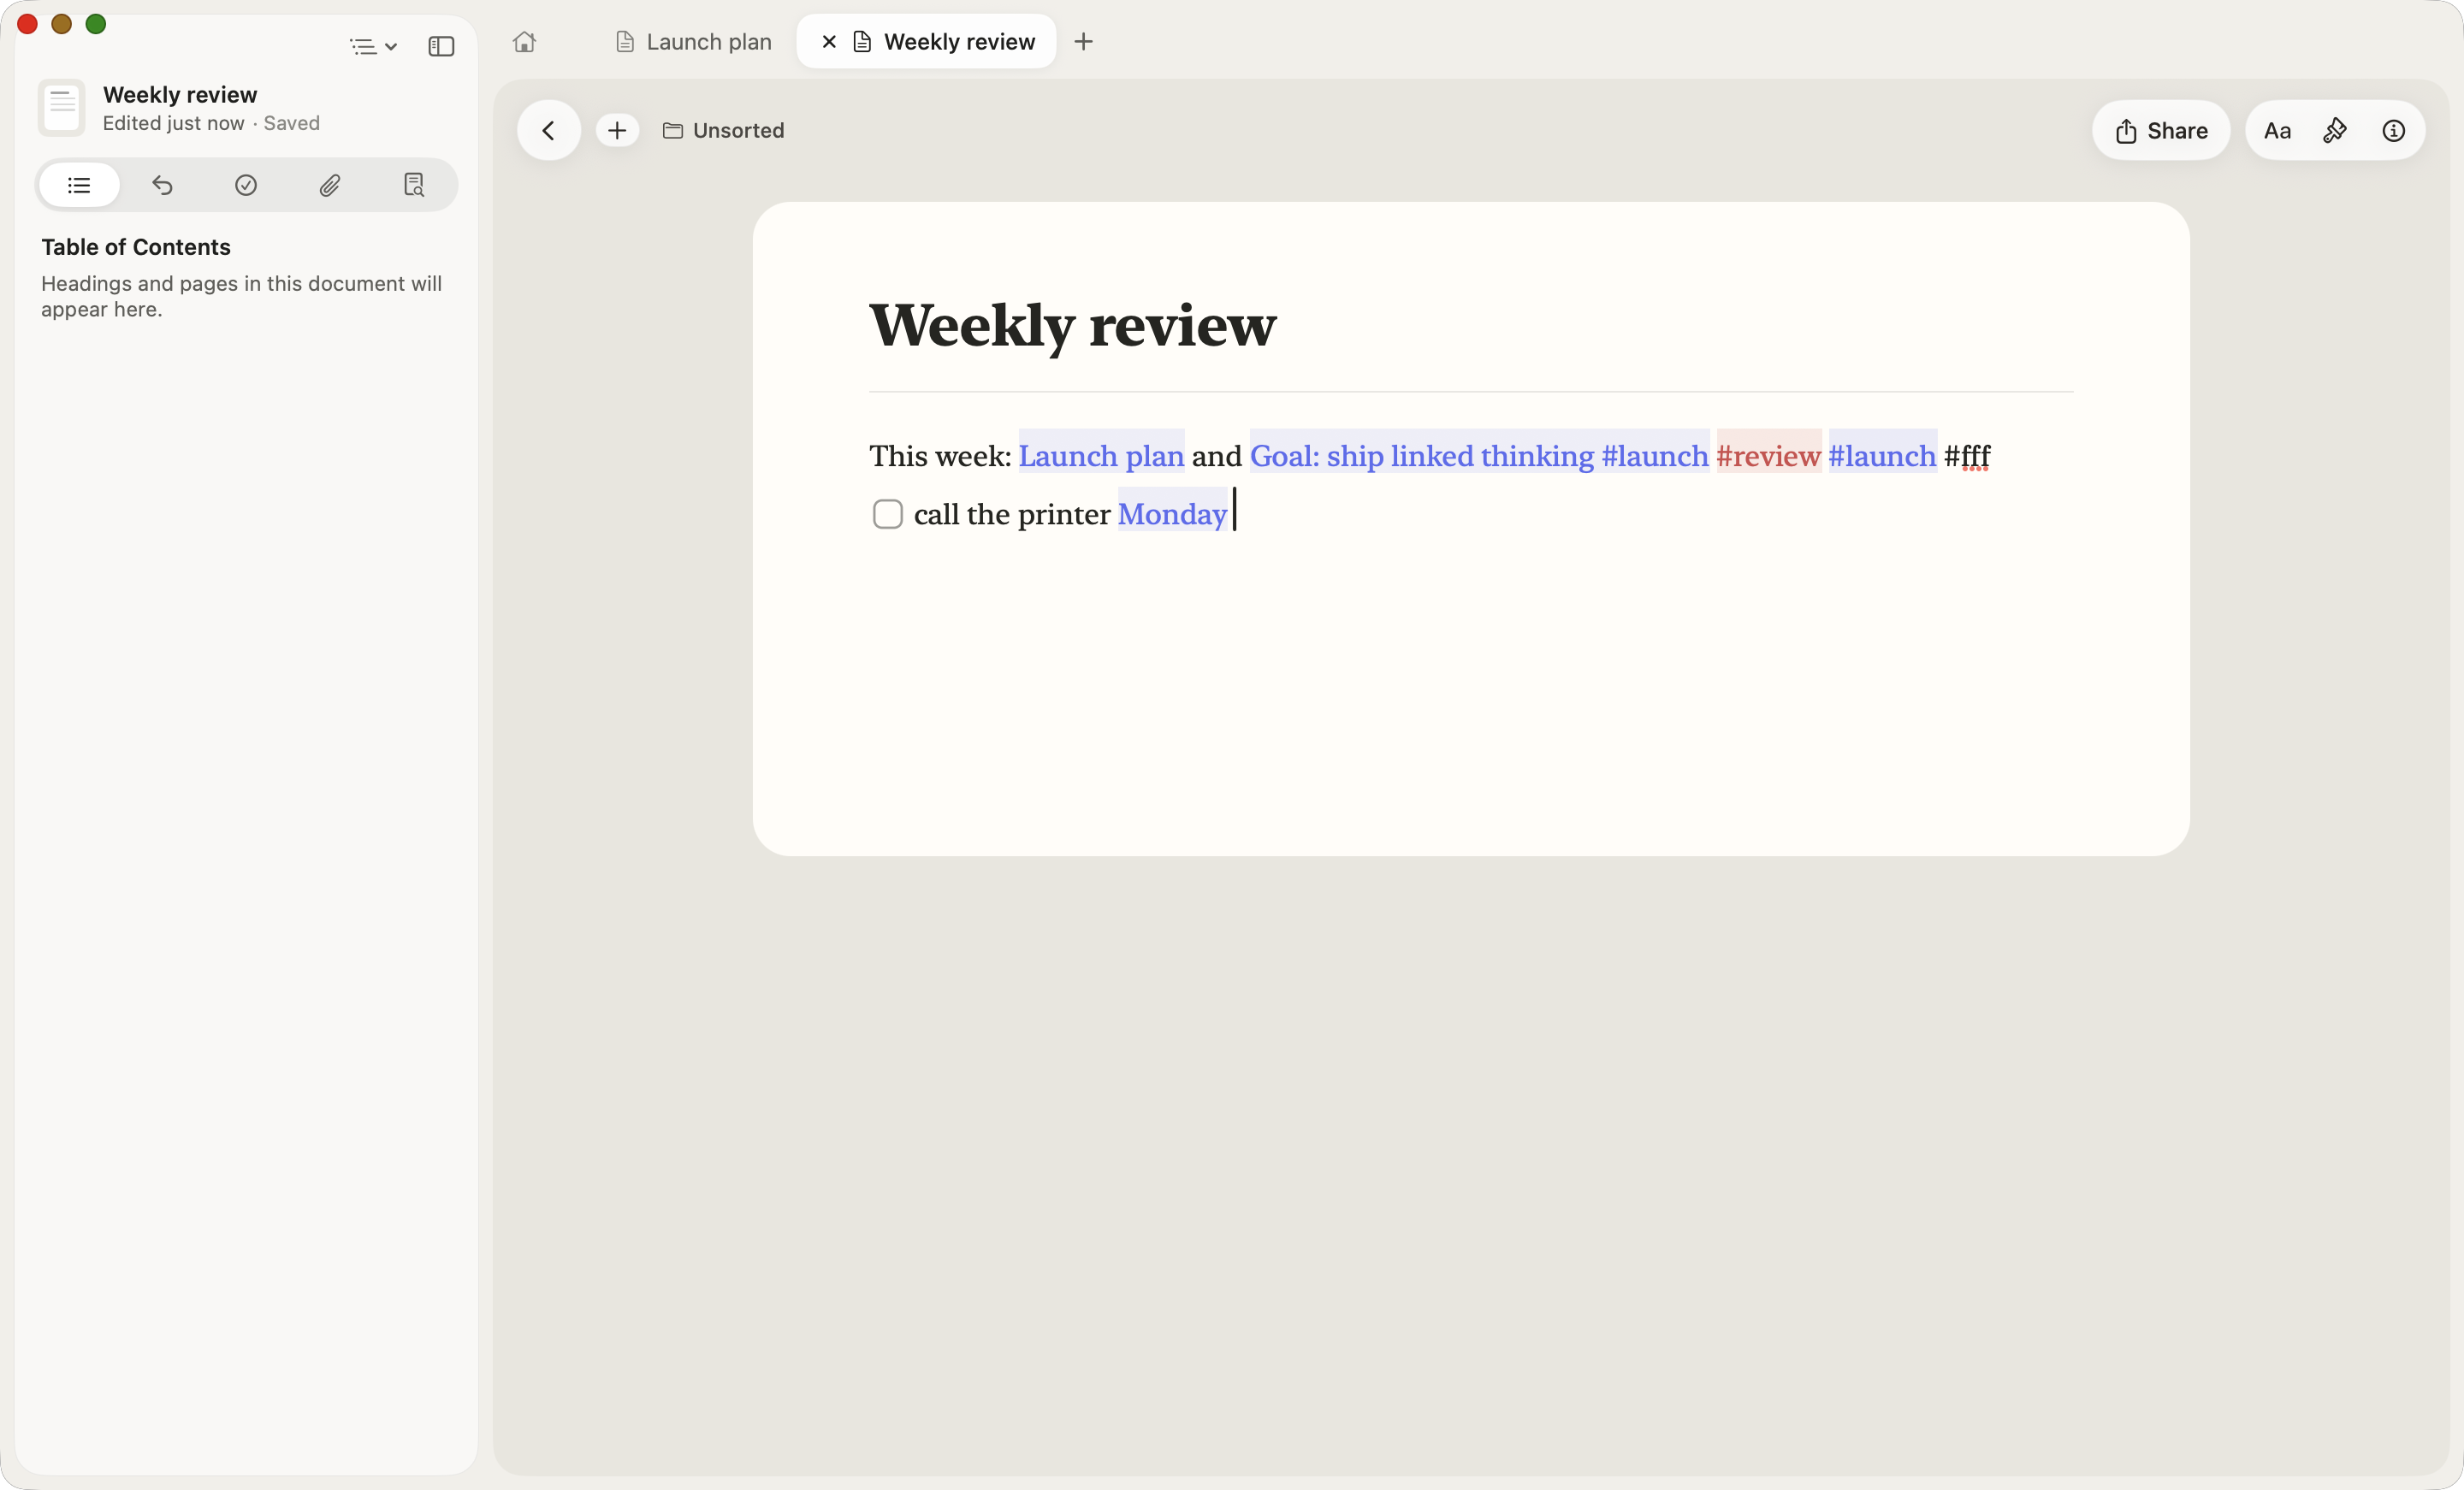 Launch plan
Weekly review
Weekly review
Edited just now · Saved
Unsorted
Share
Aa
Table of Contents
Headings and pages in this document will
appear here.
Weekly review
This week: Launch plan and Goal: ship linked thinking #launch #review #launch #fff
call the printer Monday